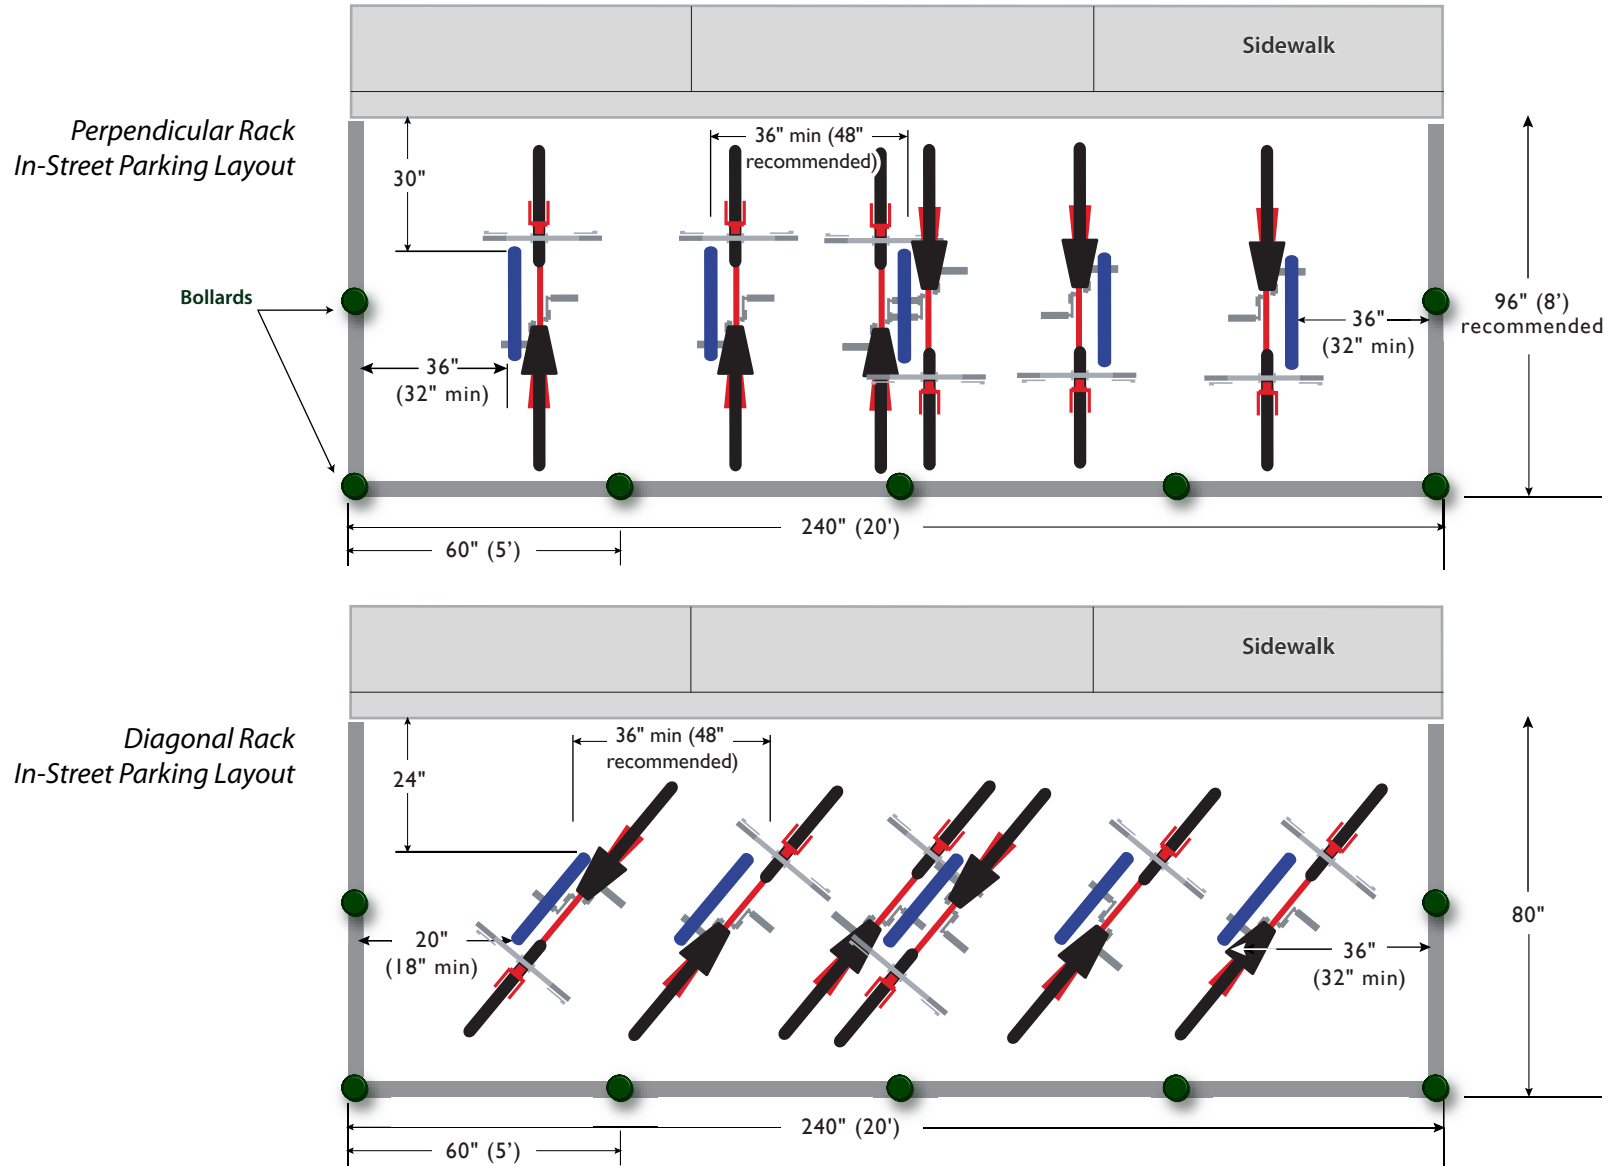 Sidewalk
Perpendicular Rack
In-Street Parking Layout
36" min (48"
recommended)
30"
Bollards
36"
(32" min)
36"
(32" min)
96" (8')
recommended
240" (20')
60" (5')
Sidewalk
Diagonal Rack
In-Street Parking Layout
36" min (48"
recommended)
24"
20"
(18" min)
36"
(32" min)
80"
240" (20')
60" (5')